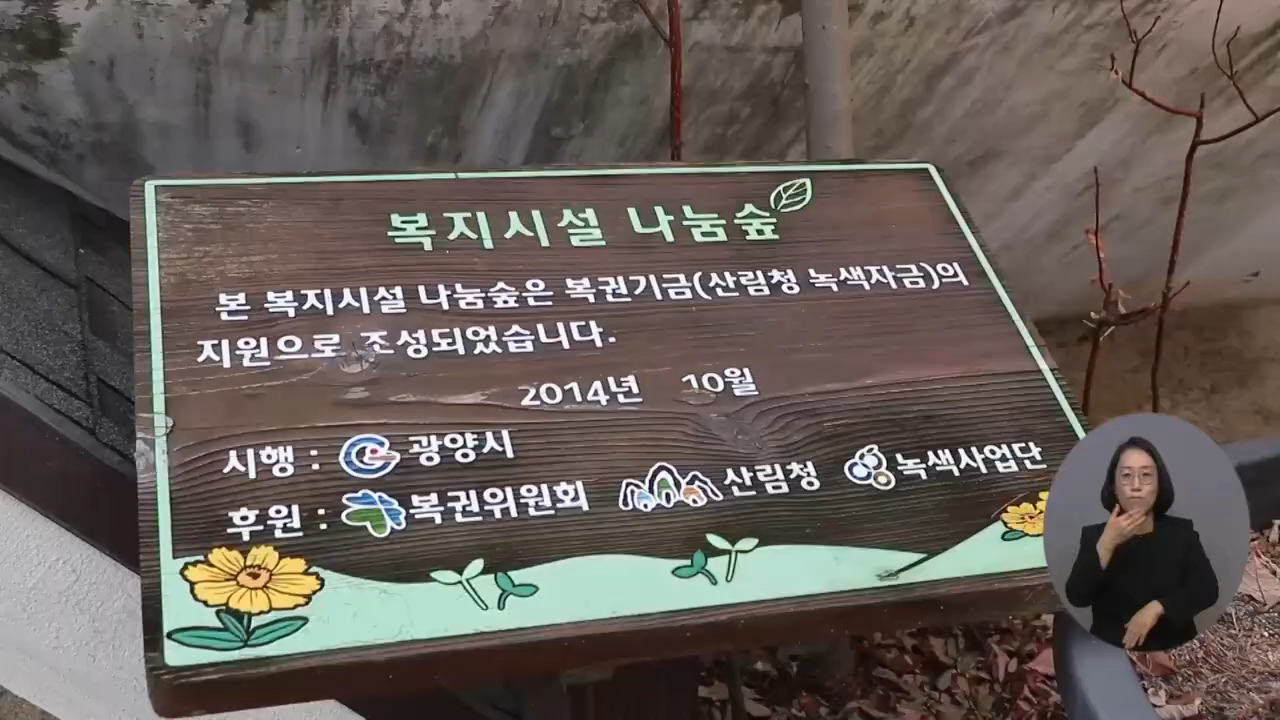 복지시설 나눔숲
본 복지시설 나눔숲은 복권기금(산림청 녹색자금)의
지원으로 조성되었습니다.
2014년 10월
시행 : 광양시
후원 : 복권위원회 산림청 녹색사업단